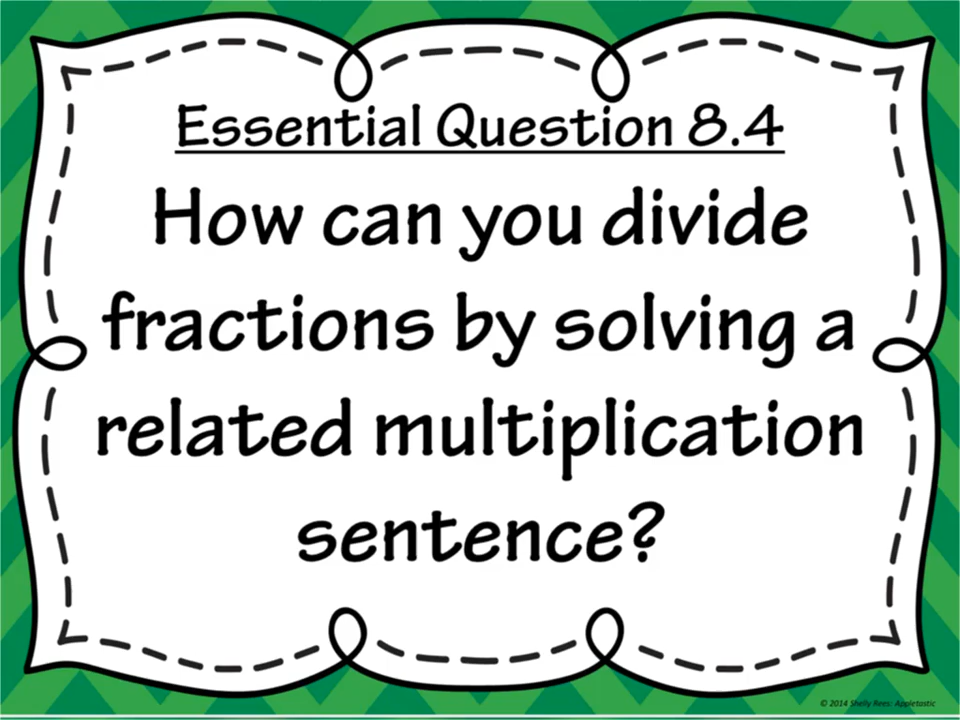 Essential Question 8.4
How can you divide
fractions by solving a
related multiplication
sentence?
© 2014 Shelly Rees: Appletastic